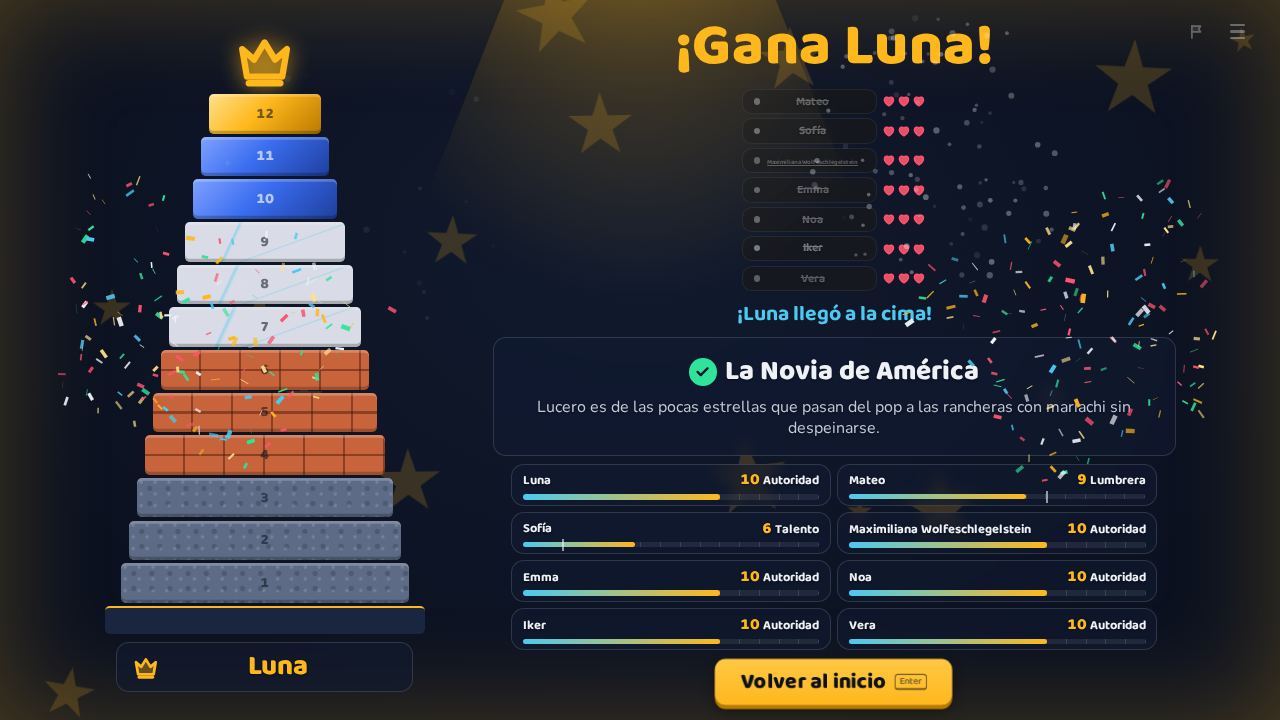 ¡Gana Luna!
12
11
10
9
8
7
5
4
3
2
1
Luna
Mateo
Sofía
Maximiliana Wolfeschlegelstein
Emma
Noa
Iker
Vera
¡Luna llegó a la cima!
La Novia de América
Lucero es de las pocas estrellas que pasan del pop a las rancheras con mariachi sin
despeinarse.
Luna 10 Autoridad
Mateo 9 Lumbrera
Sofía 6 Talento
Maximiliana Wolfeschlegelstein 10 Autoridad
Emma 10 Autoridad
Noa 10 Autoridad
Iker 10 Autoridad
Vera 10 Autoridad
Volver al inicio Enter